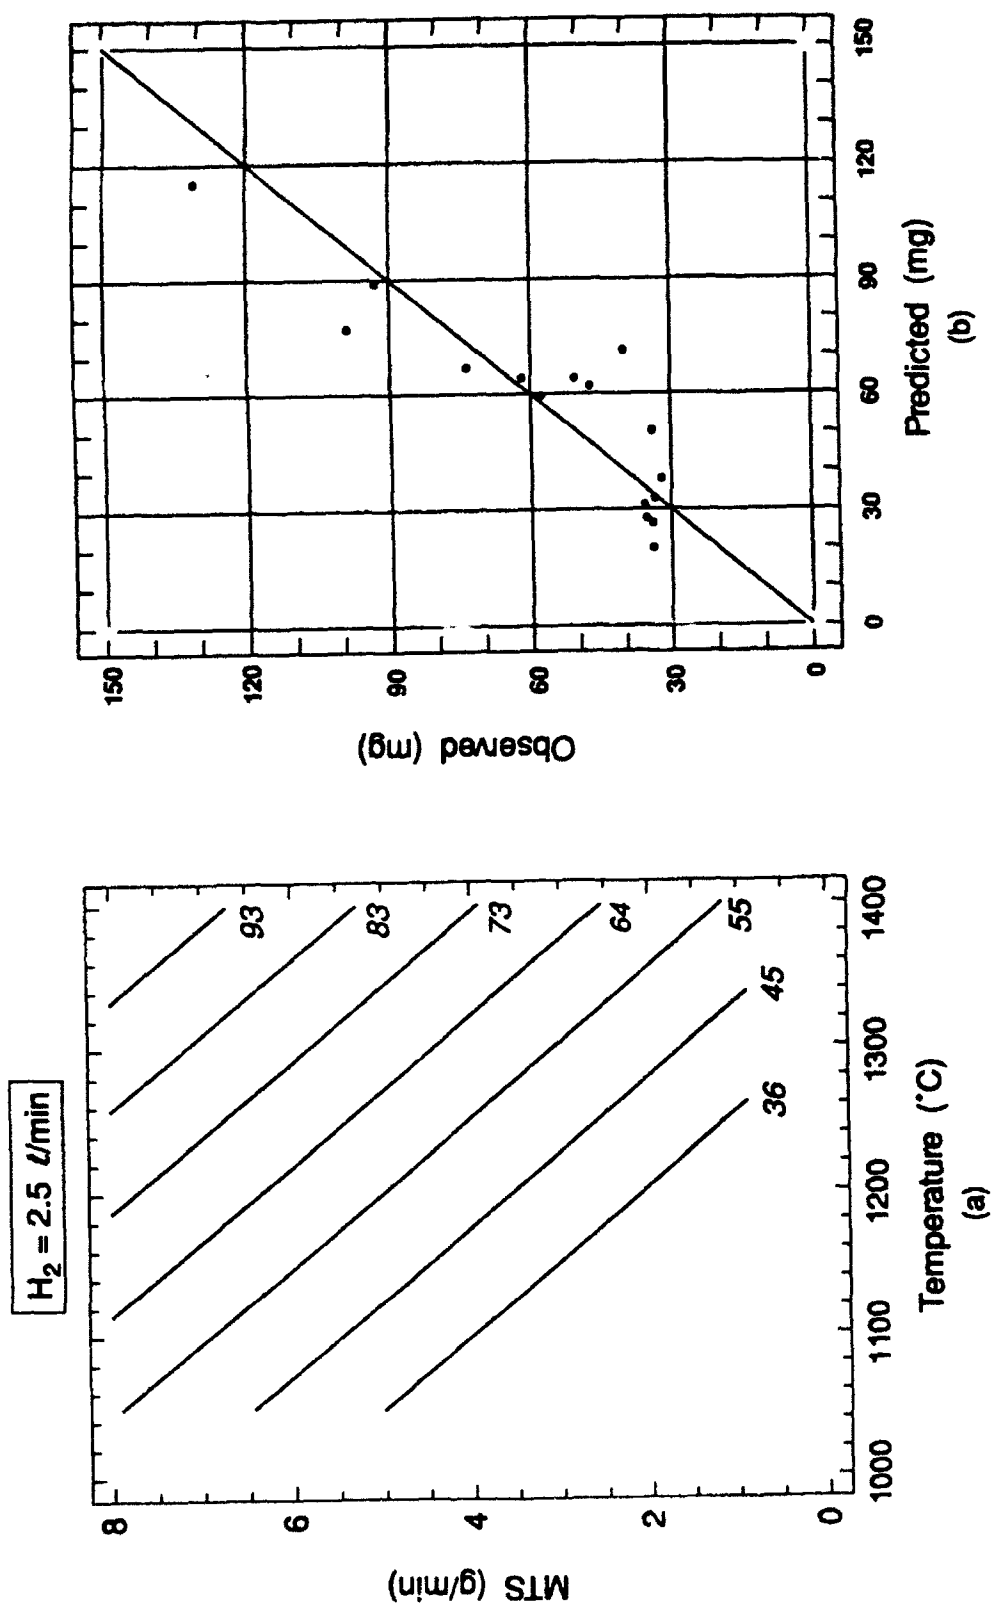 H₂ = 2.5 ℓ/min
MTS (g/min)
8
6
4
2
0
93
83
73
64
55
45
36
1000 1100 1200 1300 1400
Temperature (°C)
(a)
Observed (mg)
150
120
90
60
30
0
0 30 60 90 120 150
Predicted (mg)
(b)